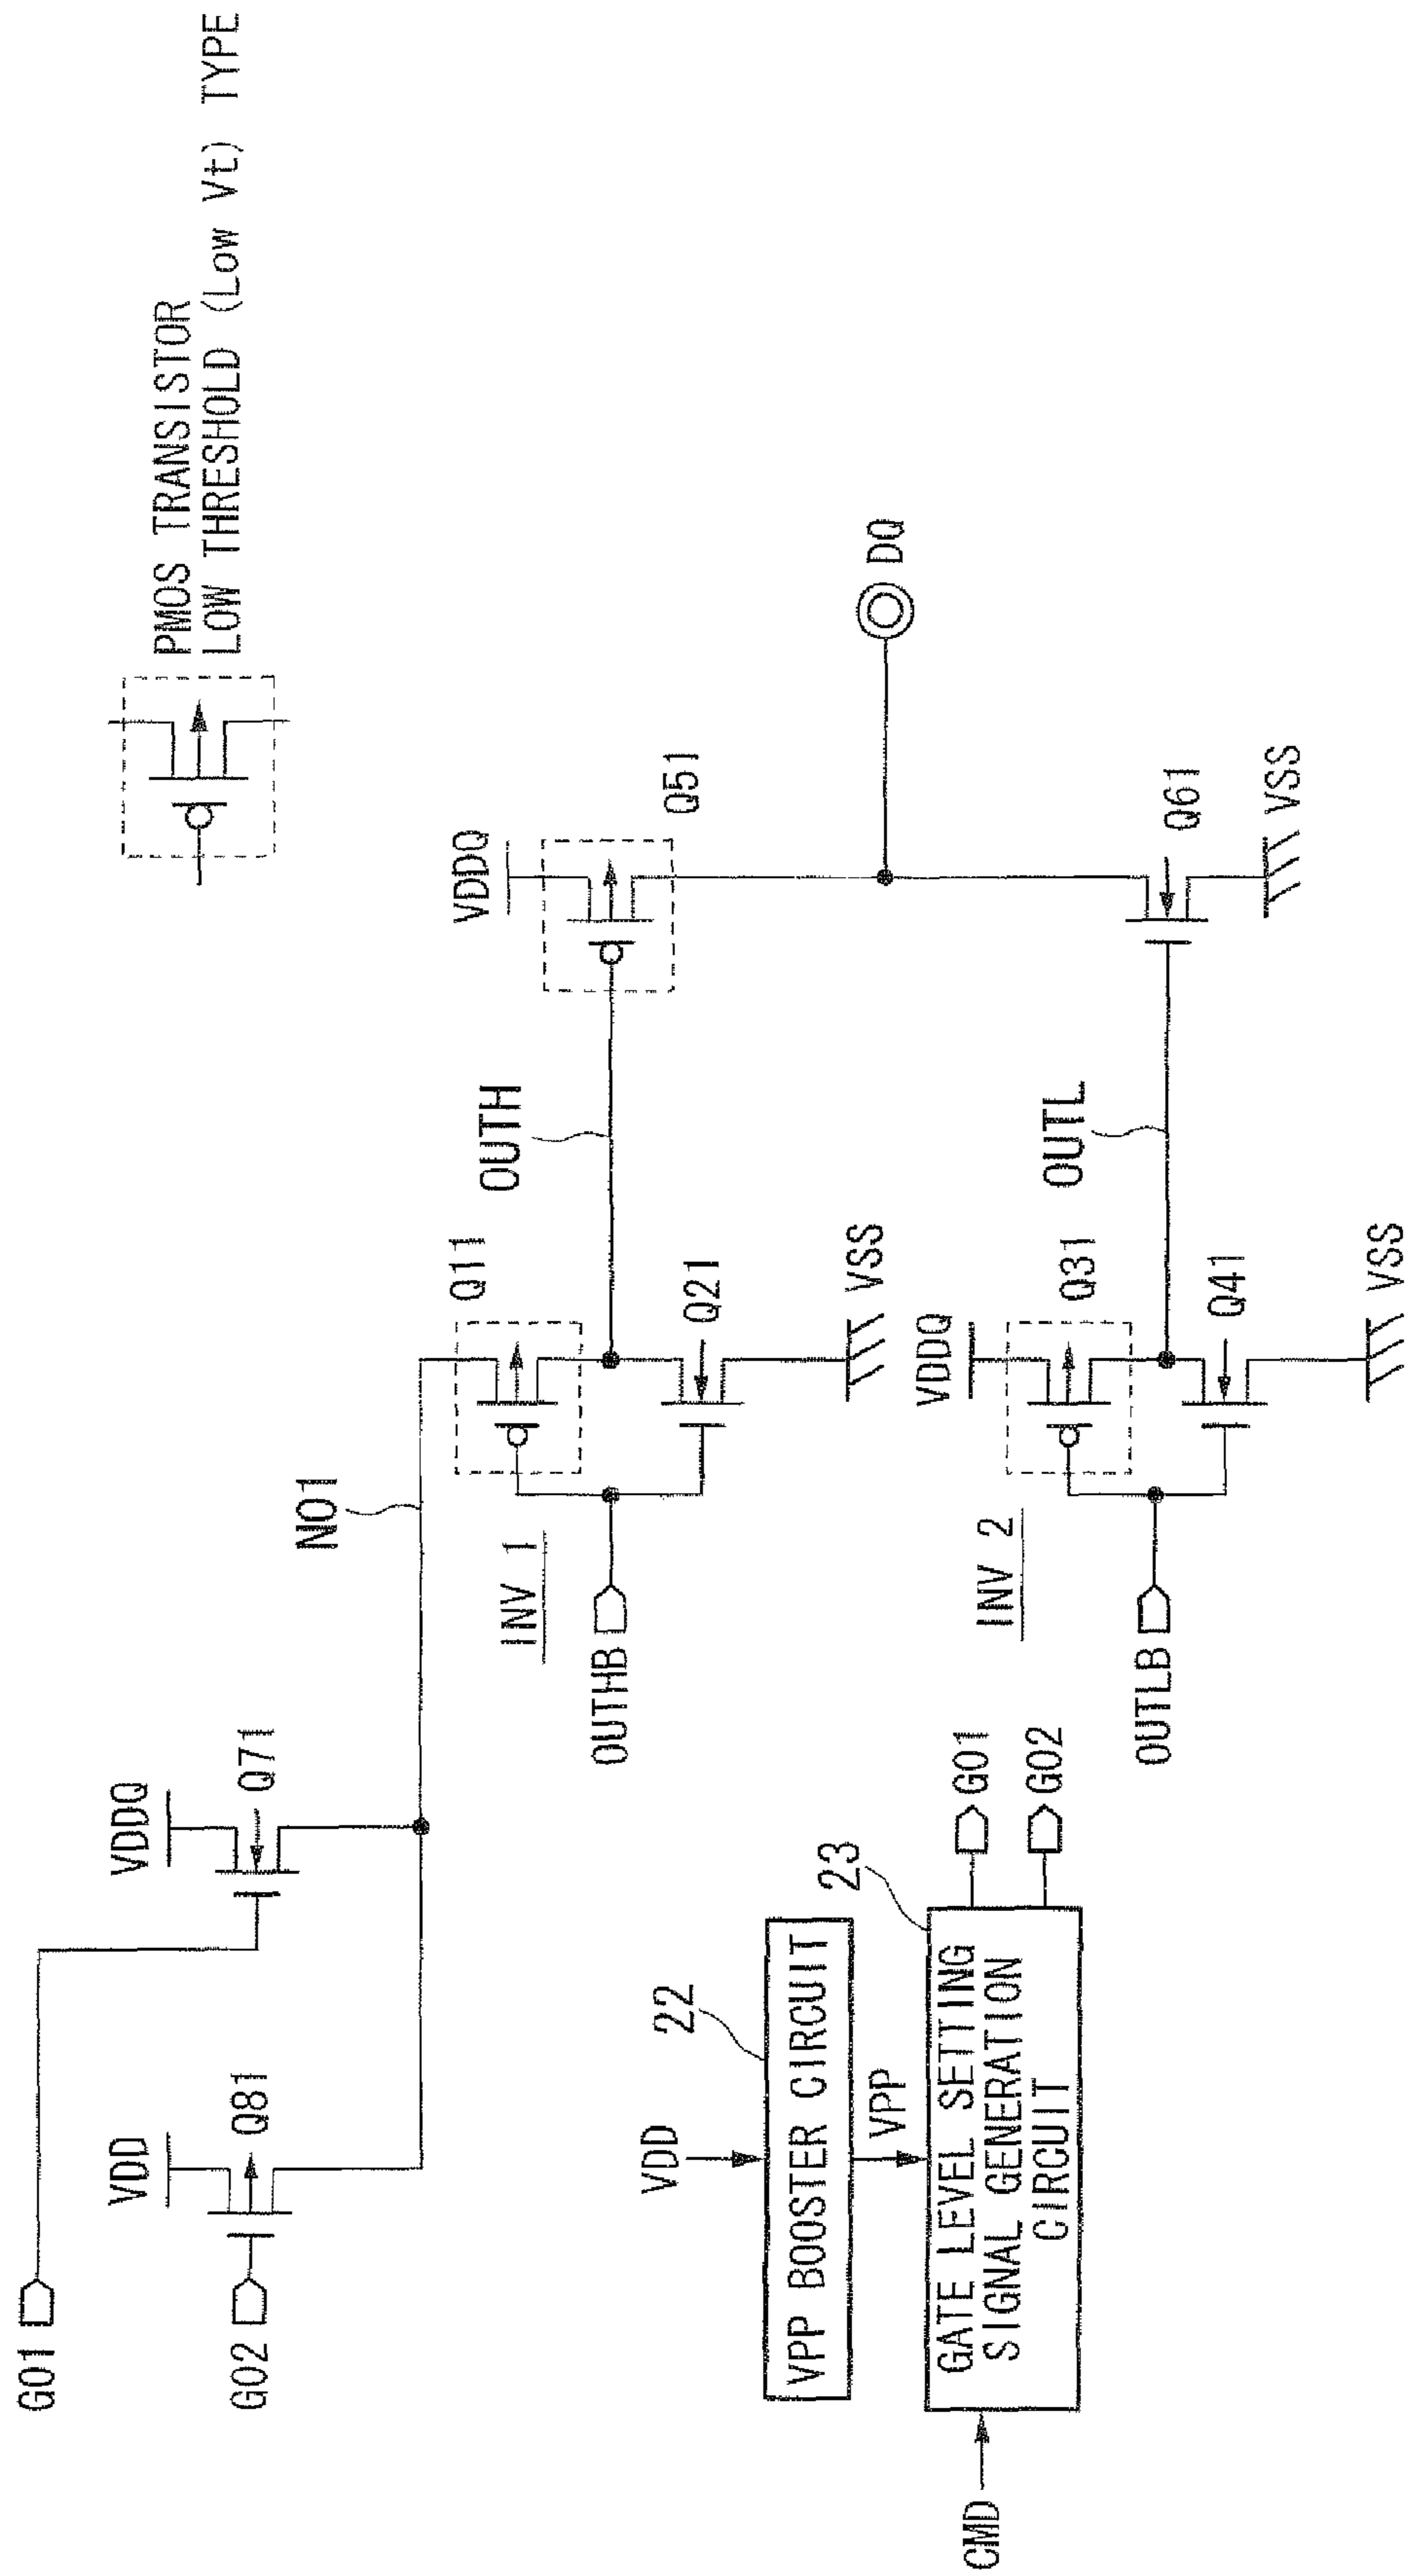 PMOS TRANSISTOR
LOW THRESHOLD (Low Vt) TYPE
G01
G02
VDD
Q81
VDDQ
Q71
N01
Q11
OUTH
VDDQ
Q51
INV 1
OUTHB
Q21
VSS
DQ
VDD
22
VPP BOOSTER CIRCUIT
VPP
23
CMD
GATE LEVEL SETTING
SIGNAL GENERATION
CIRCUIT
G01
G02
INV 2
OUTLB
VDDQ
Q31
Q41
VSS
OUTL
Q61
VSS